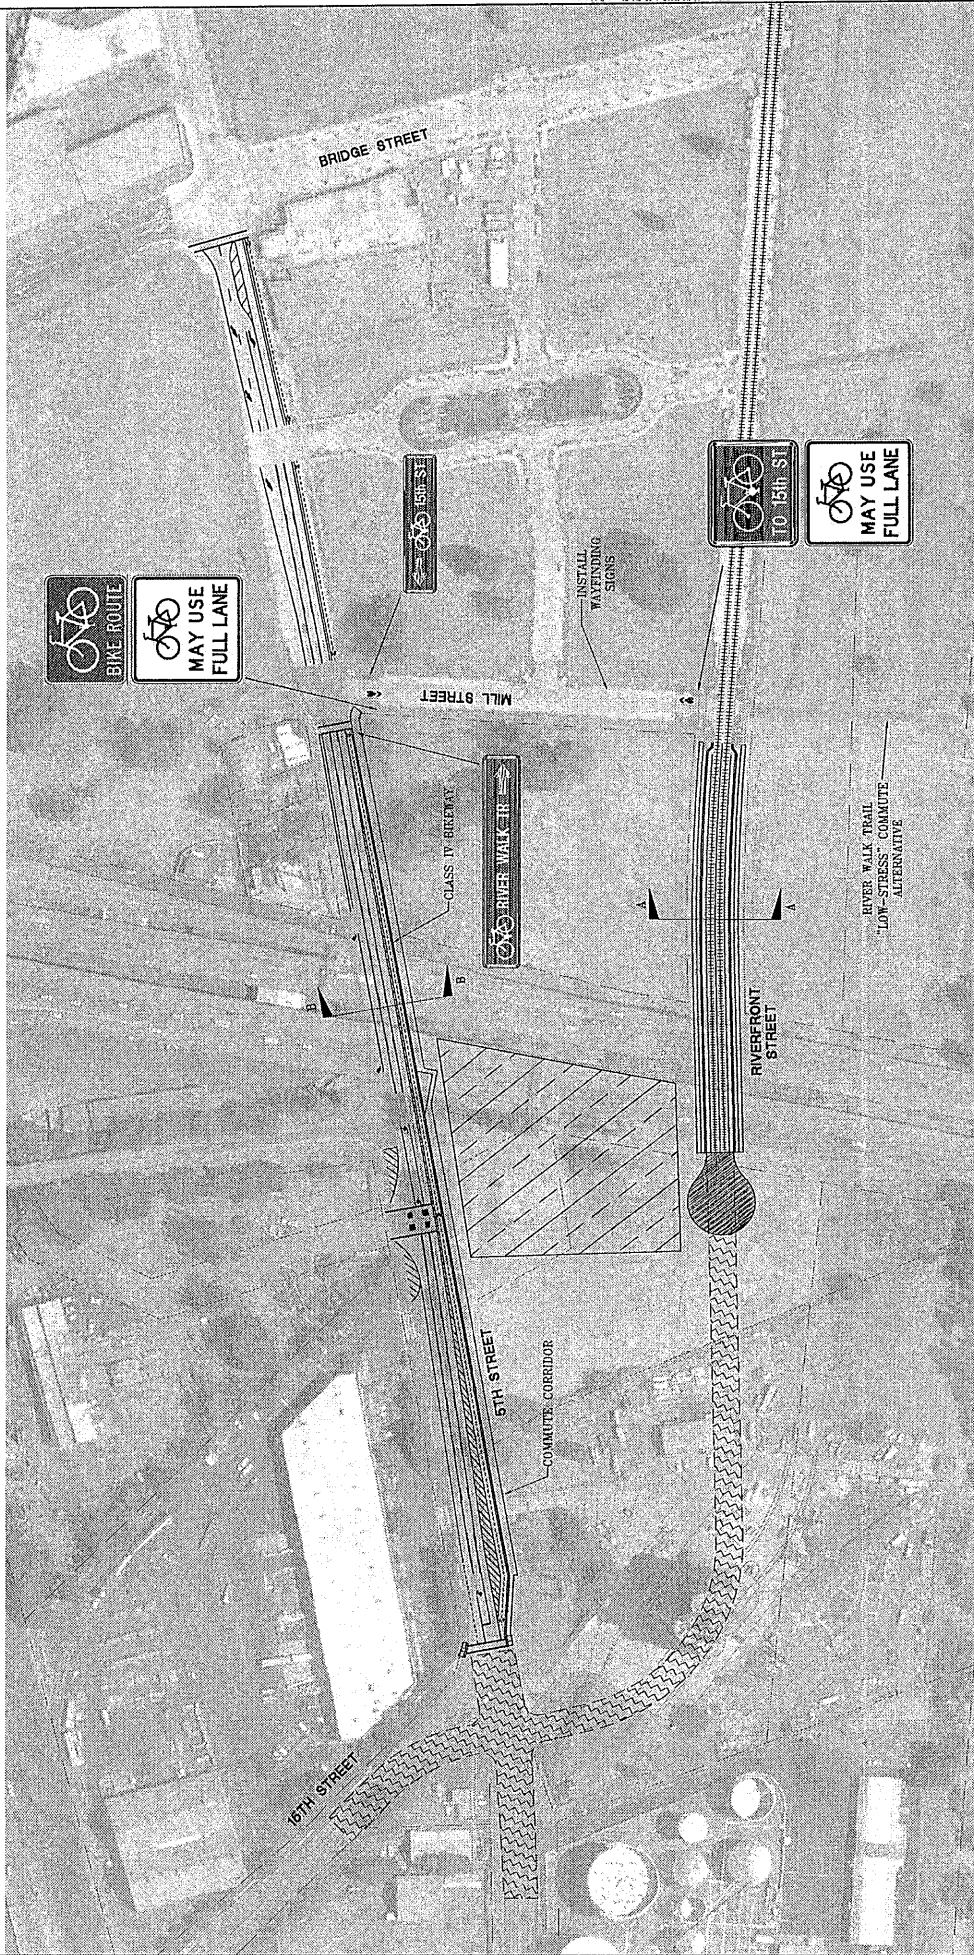 BRIDGE STREET
15th ST
TO 15th ST
MAY USE
FULL LANE
BIKE ROUTE
MAY USE
FULL LANE
INSTALL
WAYFINDING
SIGNS
MILL STREET
CLASS IV BIKEWAY
RIVER WALK TR
RIVER WALK TRAIL
"LOW-STRESS" COMMUTE
ALTERNATIVE
A
A
B
B
RIVERFRONT
STREET
5TH STREET
COMMUTE CORRIDOR
16TH STREET